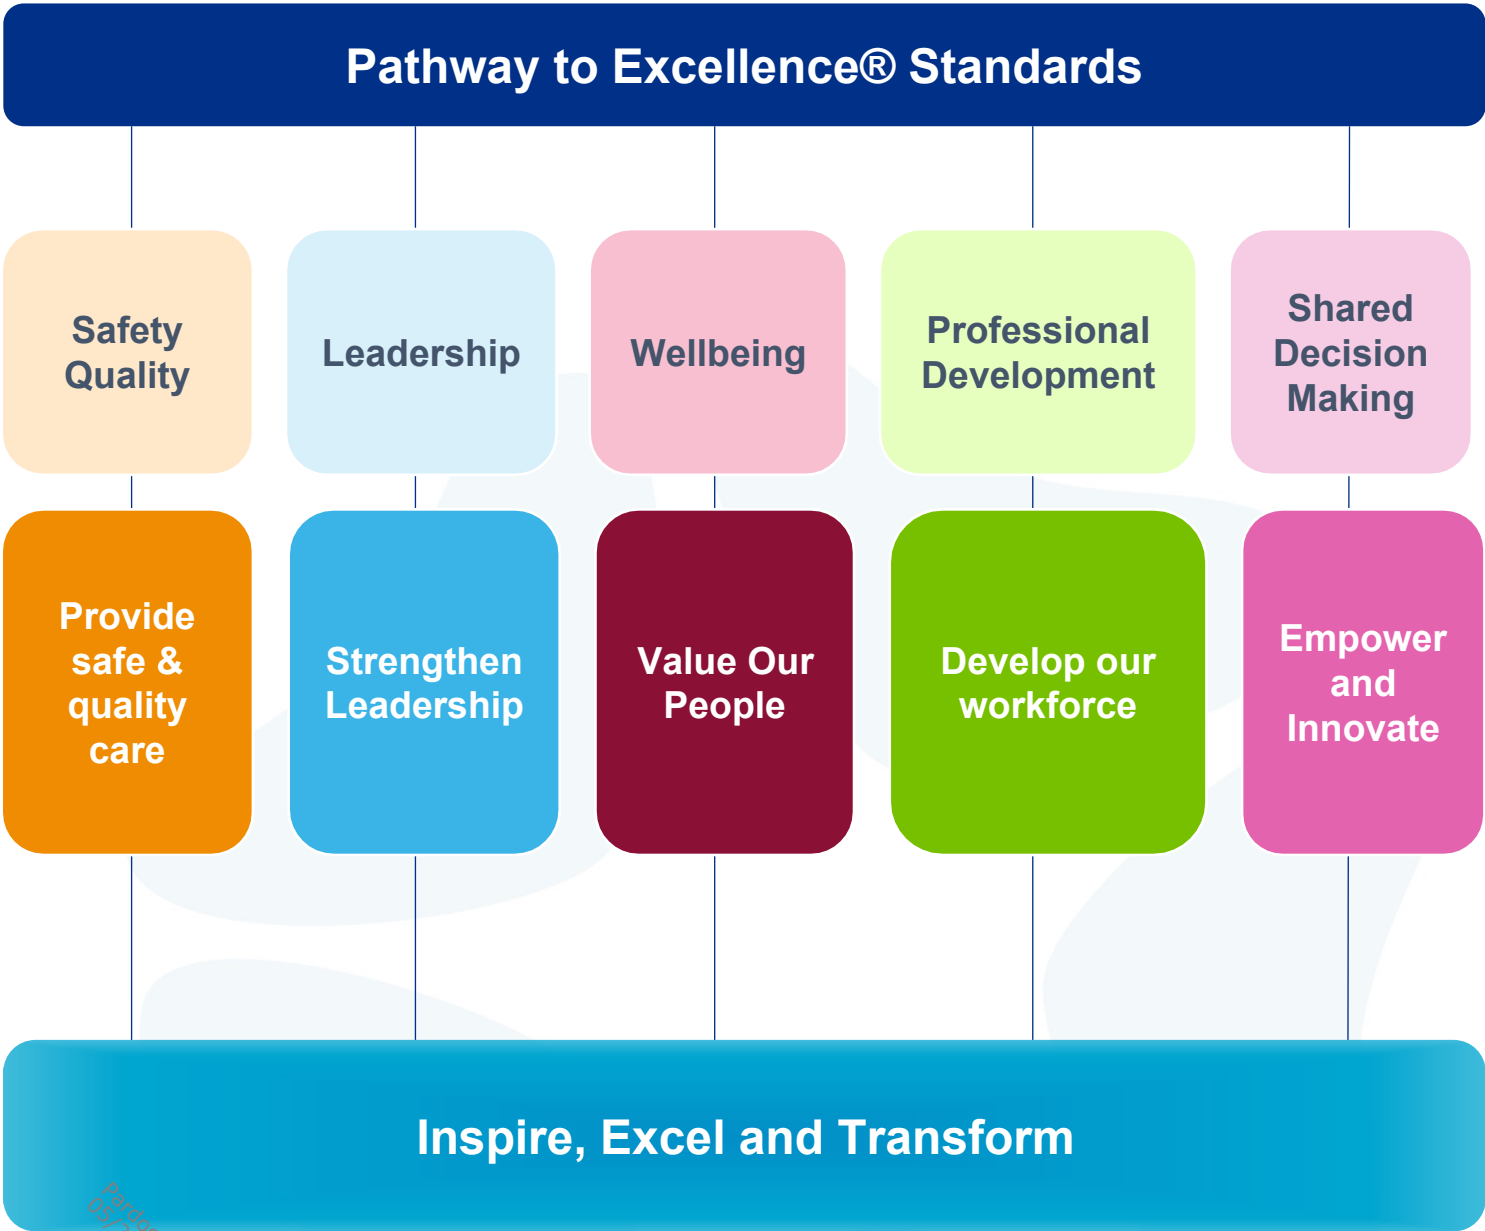 Pathway to Excellence® Standards
Safety
Quality
Leadership
Wellbeing
Professional
Development
Shared
Decision
Making
Provide
safe &
quality
care
Strengthen
Leadership
Value Our
People
Develop our
workforce
Empower
and
Innovate
Inspire, Excel and Transform